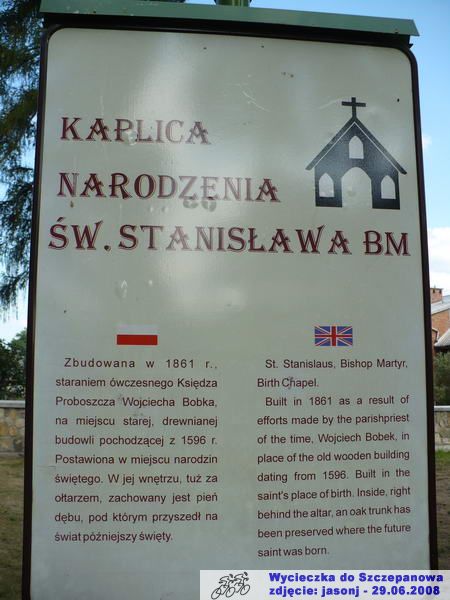 KAPLICA
NARODZENIA
ŚW. STANISŁAWA BM
Zbudowana w 1861 r.,
staraniem ówczesnego Księdza
Proboszcza Wojciecha Bobka,
na miejscu starej, drewnianej
budowli pochodzącej z 1596 r.
Postawiona w miejscu narodzin
świętego. W jej wnętrzu, tuż za
ołtarzem, zachowany jest pień
dębu, pod którym przyszedł na
świat późniejszy święty.
St. Stanislaus, Bishop Martyr,
Birth Chapel.
Built in 1861 as a result of
efforts made by the parishpriest
of the time, Wojciech Bobek, in
place of the old wooden building
dating from 1596. Built in the
saint's place of birth. Inside, right
behind the altar, an oak trunk has
been preserved where the future
saint was born.
Wycieczka do Szczepanowa
zdjęcie: jasonj - 29.06.2008